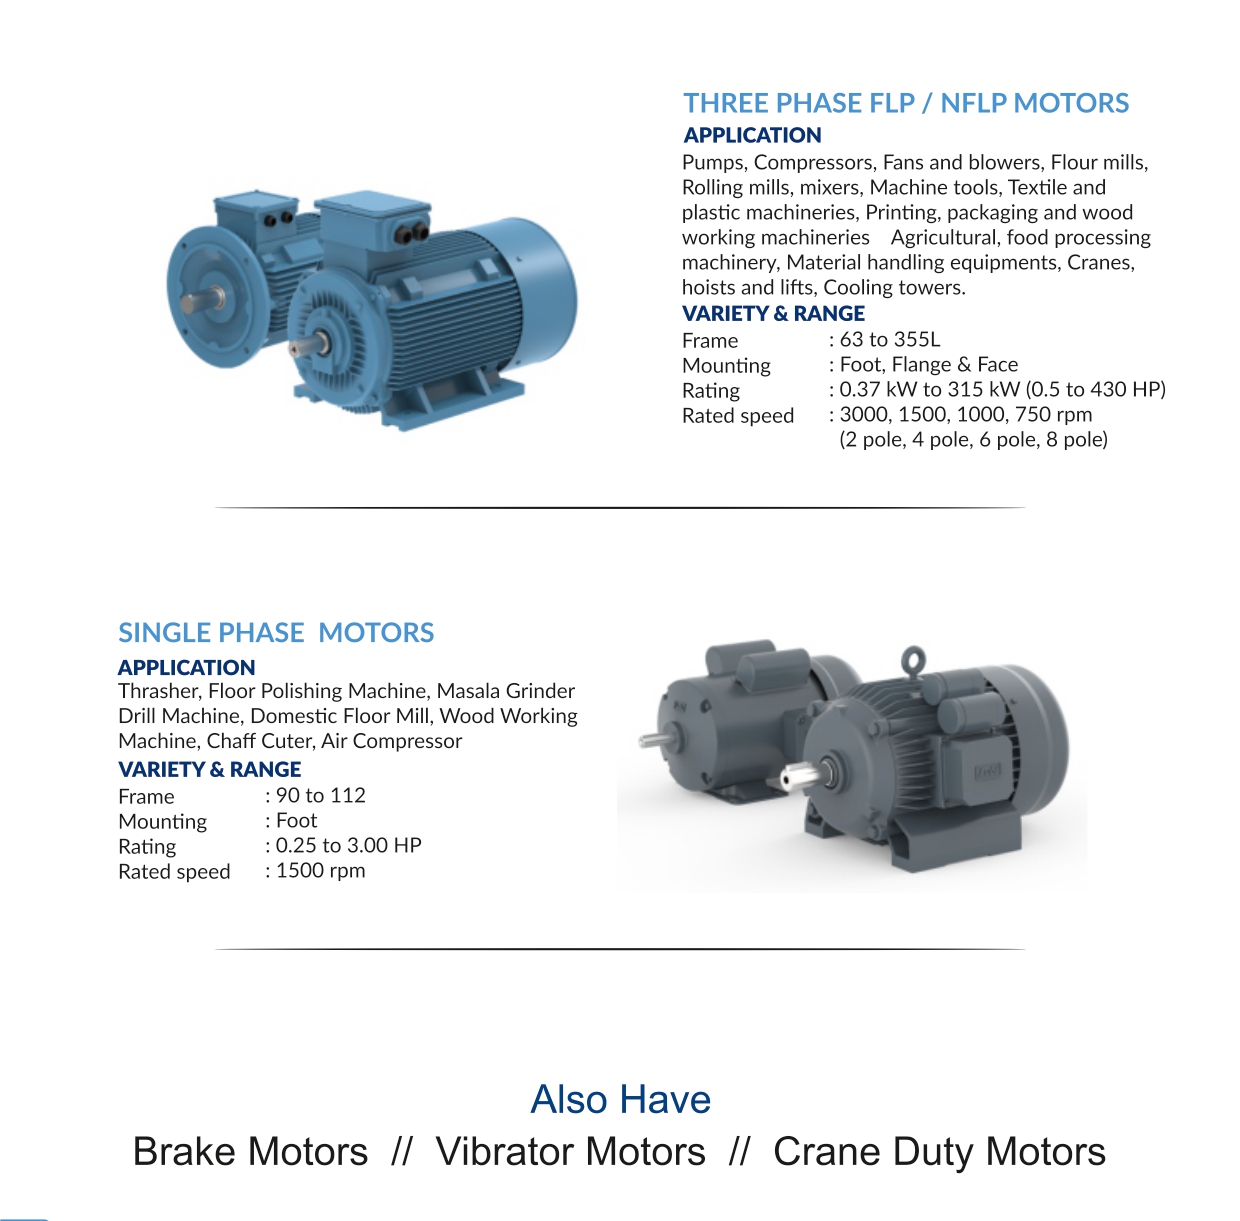 THREE PHASE FLP / NFLP MOTORS
APPLICATION
Pumps, Compressors, Fans and blowers, Flour mills,
Rolling mills, mixers, Machine tools, Textile and
plastic machineries, Printing, packaging and wood
working machineries Agricultural, food processing
machinery, Material handling equipments, Cranes,
hoists and lifts, Cooling towers.
VARIETY & RANGE
Frame : 63 to 355L
Mounting : Foot, Flange & Face
Rating : 0.37 kW to 315 kW (0.5 to 430 HP)
Rated speed : 3000, 1500, 1000, 750 rpm
(2 pole, 4 pole, 6 pole, 8 pole)
SINGLE PHASE MOTORS
APPLICATION
Thrasher, Floor Polishing Machine, Masala Grinder
Drill Machine, Domestic Floor Mill, Wood Working
Machine, Chaff Cuter, Air Compressor
VARIETY & RANGE
Frame : 90 to 112
Mounting : Foot
Rating : 0.25 to 3.00 HP
Rated speed : 1500 rpm
Also Have
Brake Motors // Vibrator Motors // Crane Duty Motors